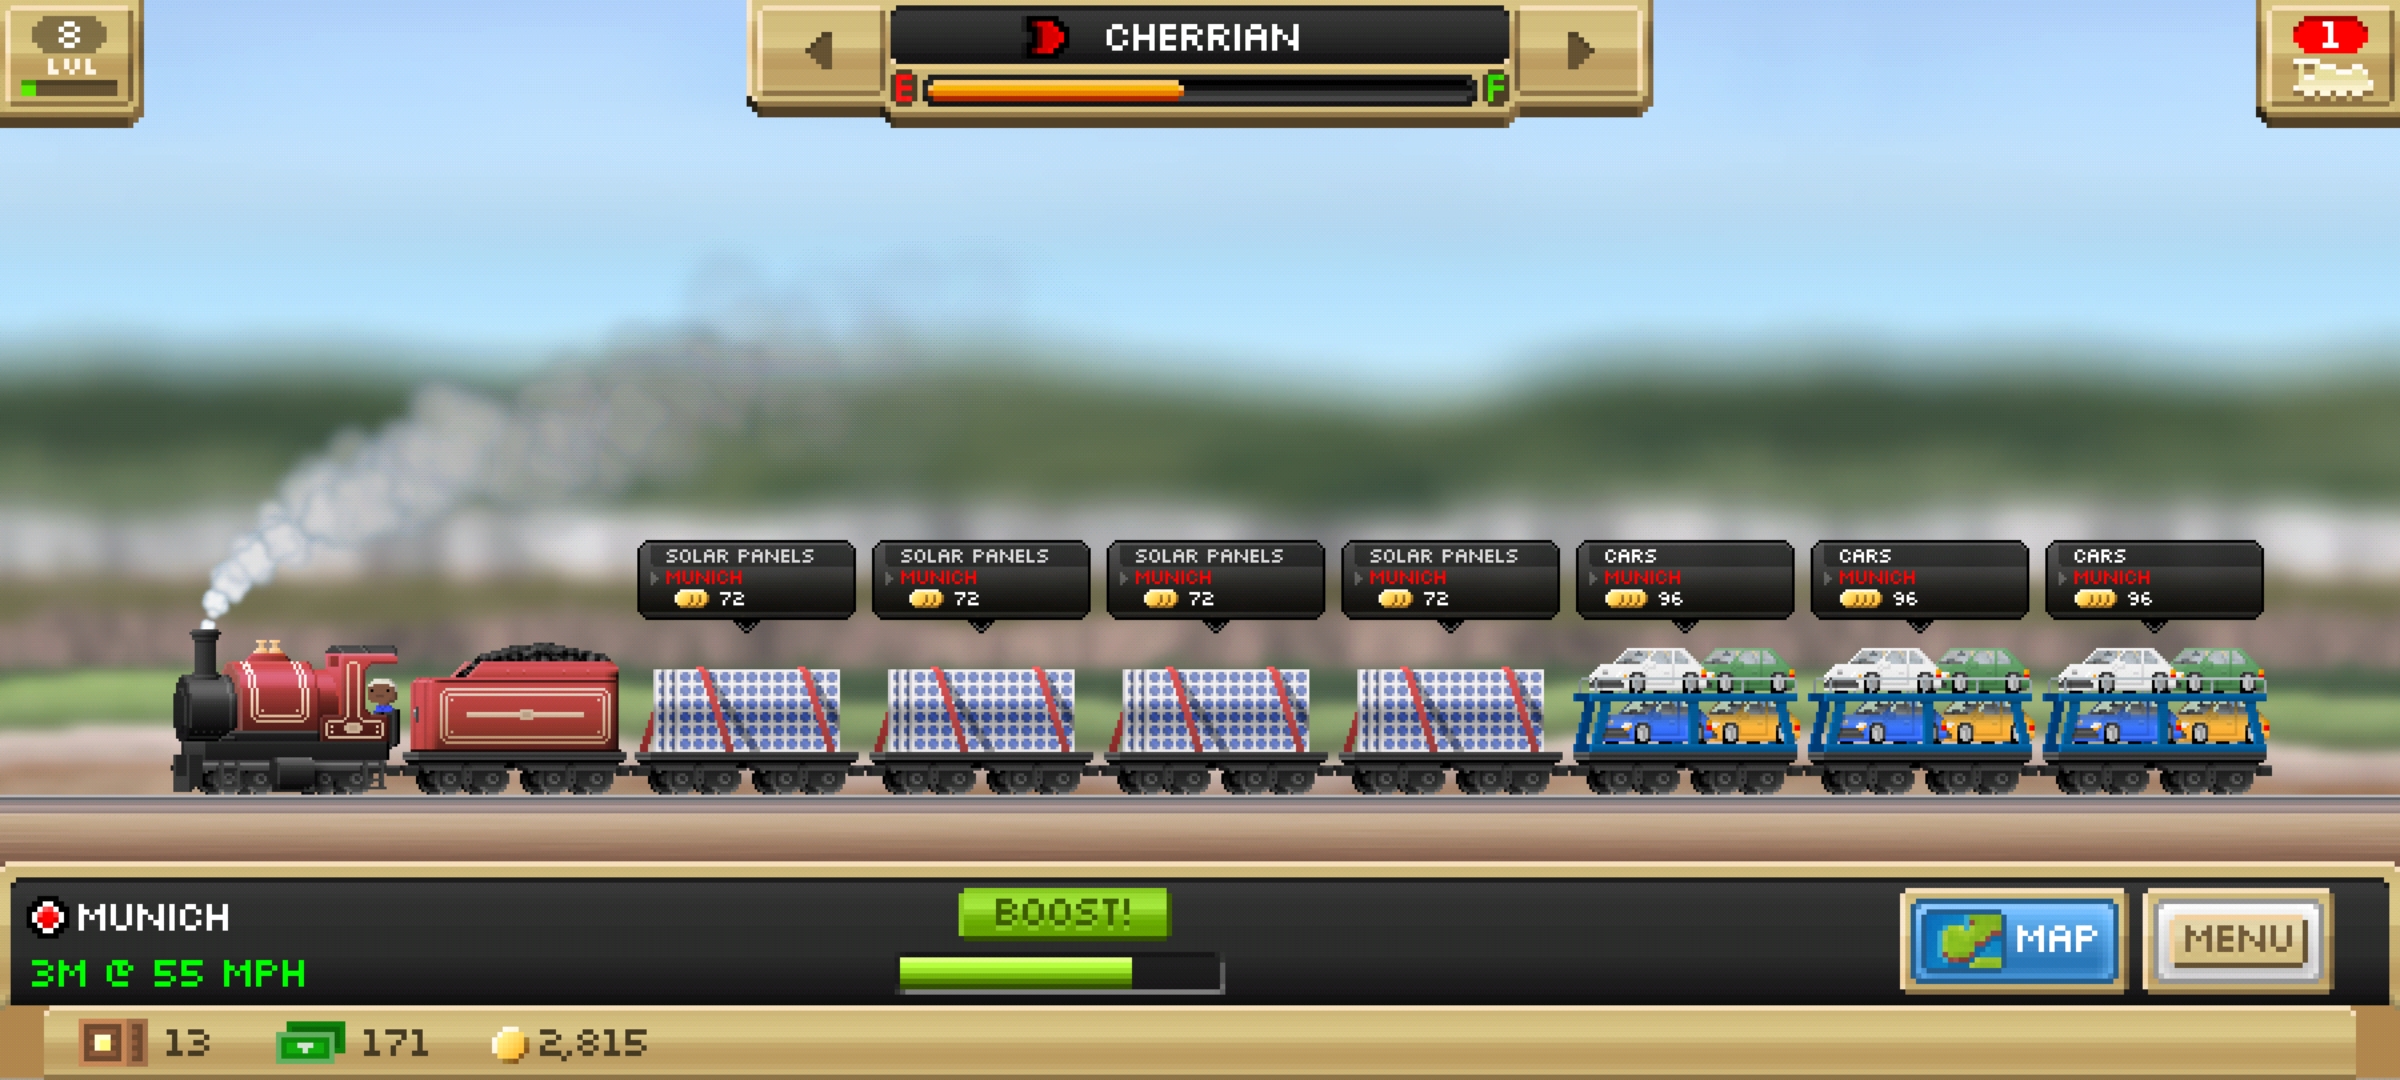 8
LVL
CHERRIAN
E F
1
SOLAR PANELS
MUNICH
72
SOLAR PANELS
MUNICH
72
SOLAR PANELS
MUNICH
72
SOLAR PANELS
MUNICH
72
CARS
MUNICH
96
CARS
MUNICH
96
CARS
MUNICH
96
MUNICH
3M @ 55 MPH
BOOST!
MAP
MENU
13
171
2,815